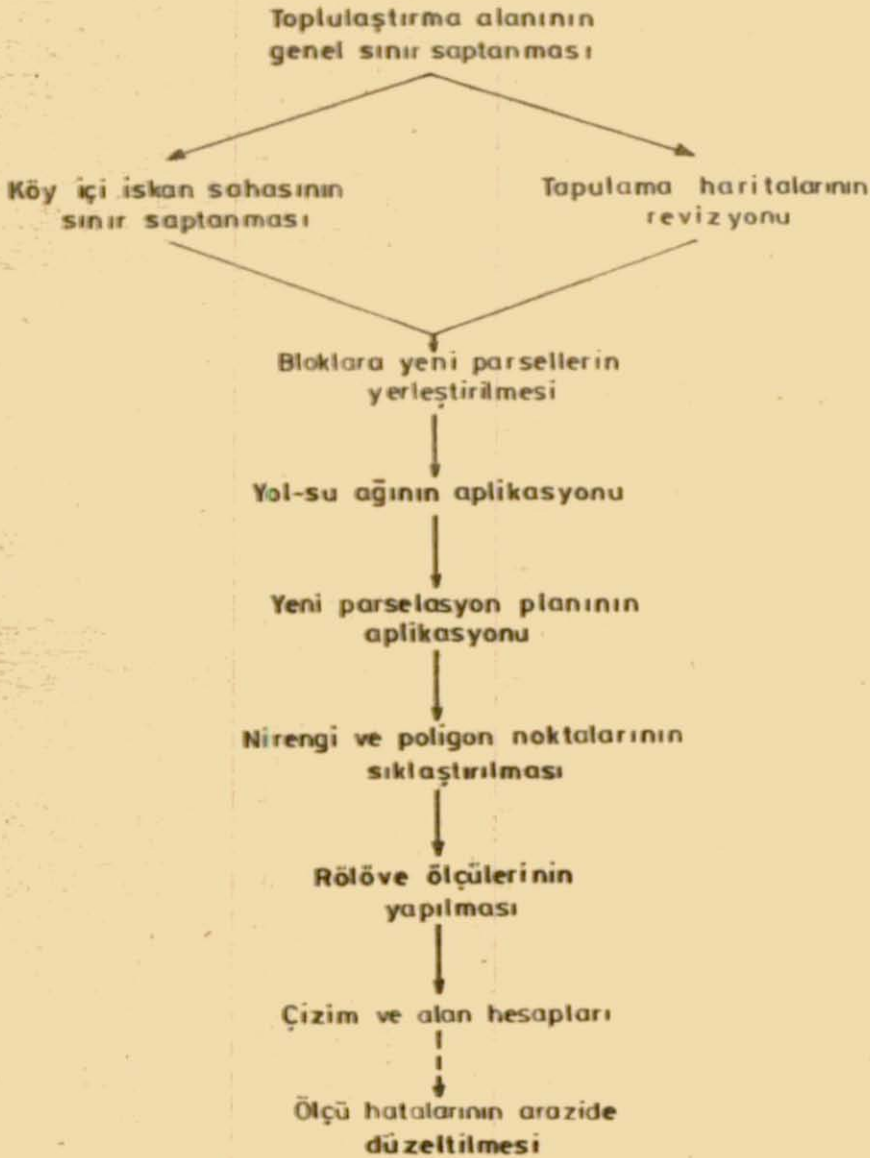 Toplulaştırma alanının
genel sınır saptanması
Köy içi iskan sahasının
sınır saptanması
Tapulama haritalarının
revizyonu
Bloklara yeni parsellerin
yerleştirilmesi
Yol-su ağının aplikasyonu
Yeni parselasyon planının
aplikasyonu
Nirengi ve poligon noktalarının
sıklaştırılması
Rölöve ölçülerinin
yapılması
Çizim ve alan hesapları
Ölçü hatalarının arazide
düzeltilmesi